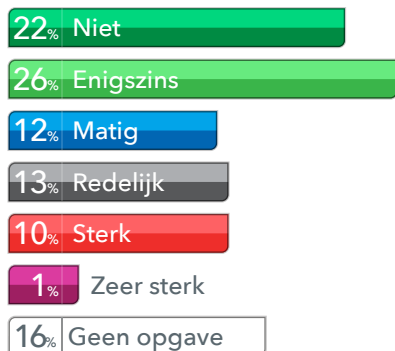 22% Niet
26% Enigszins
12% Matig
13% Redelijk
10% Sterk
1% Zeer sterk
16% Geen opgave